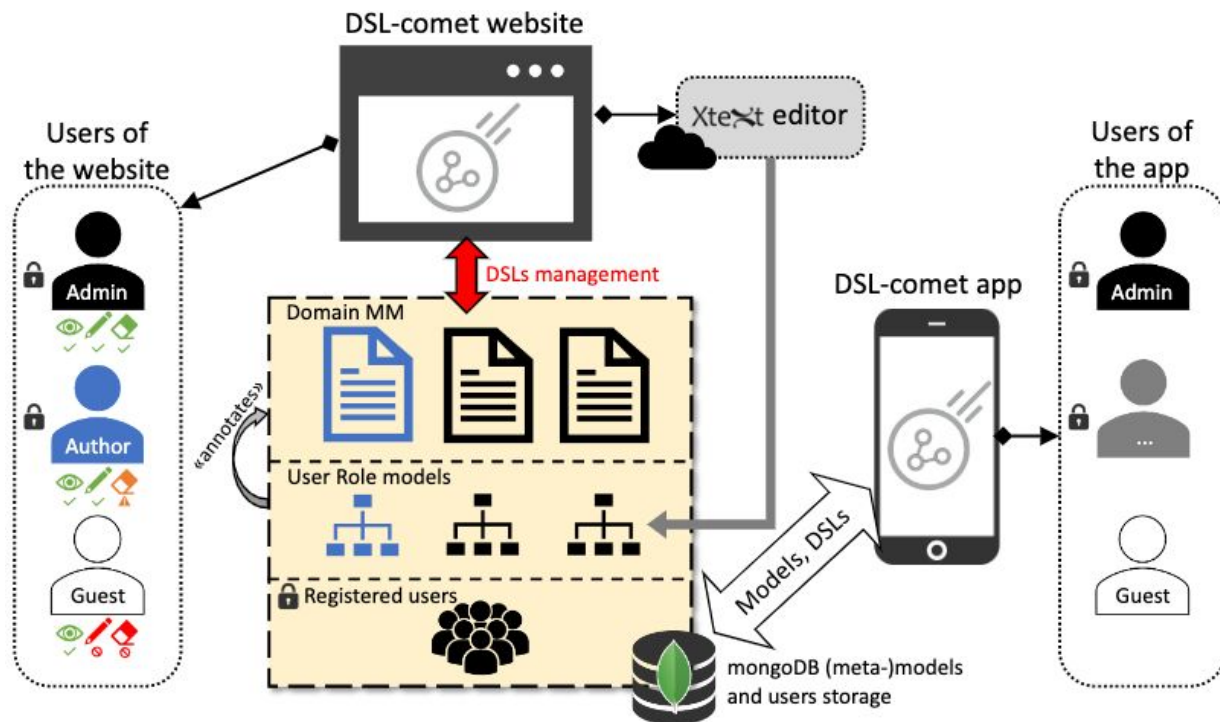 DSL-comet website
Xtext editor
Users of
the website
Users of
the app
Admin
DSLs management
DSL-comet app
Admin
Domain MM
Author
«annotates»
...
User Role models
Models, DSLs
Guest
Guest
Registered users
mongoDB (meta-)models
and users storage